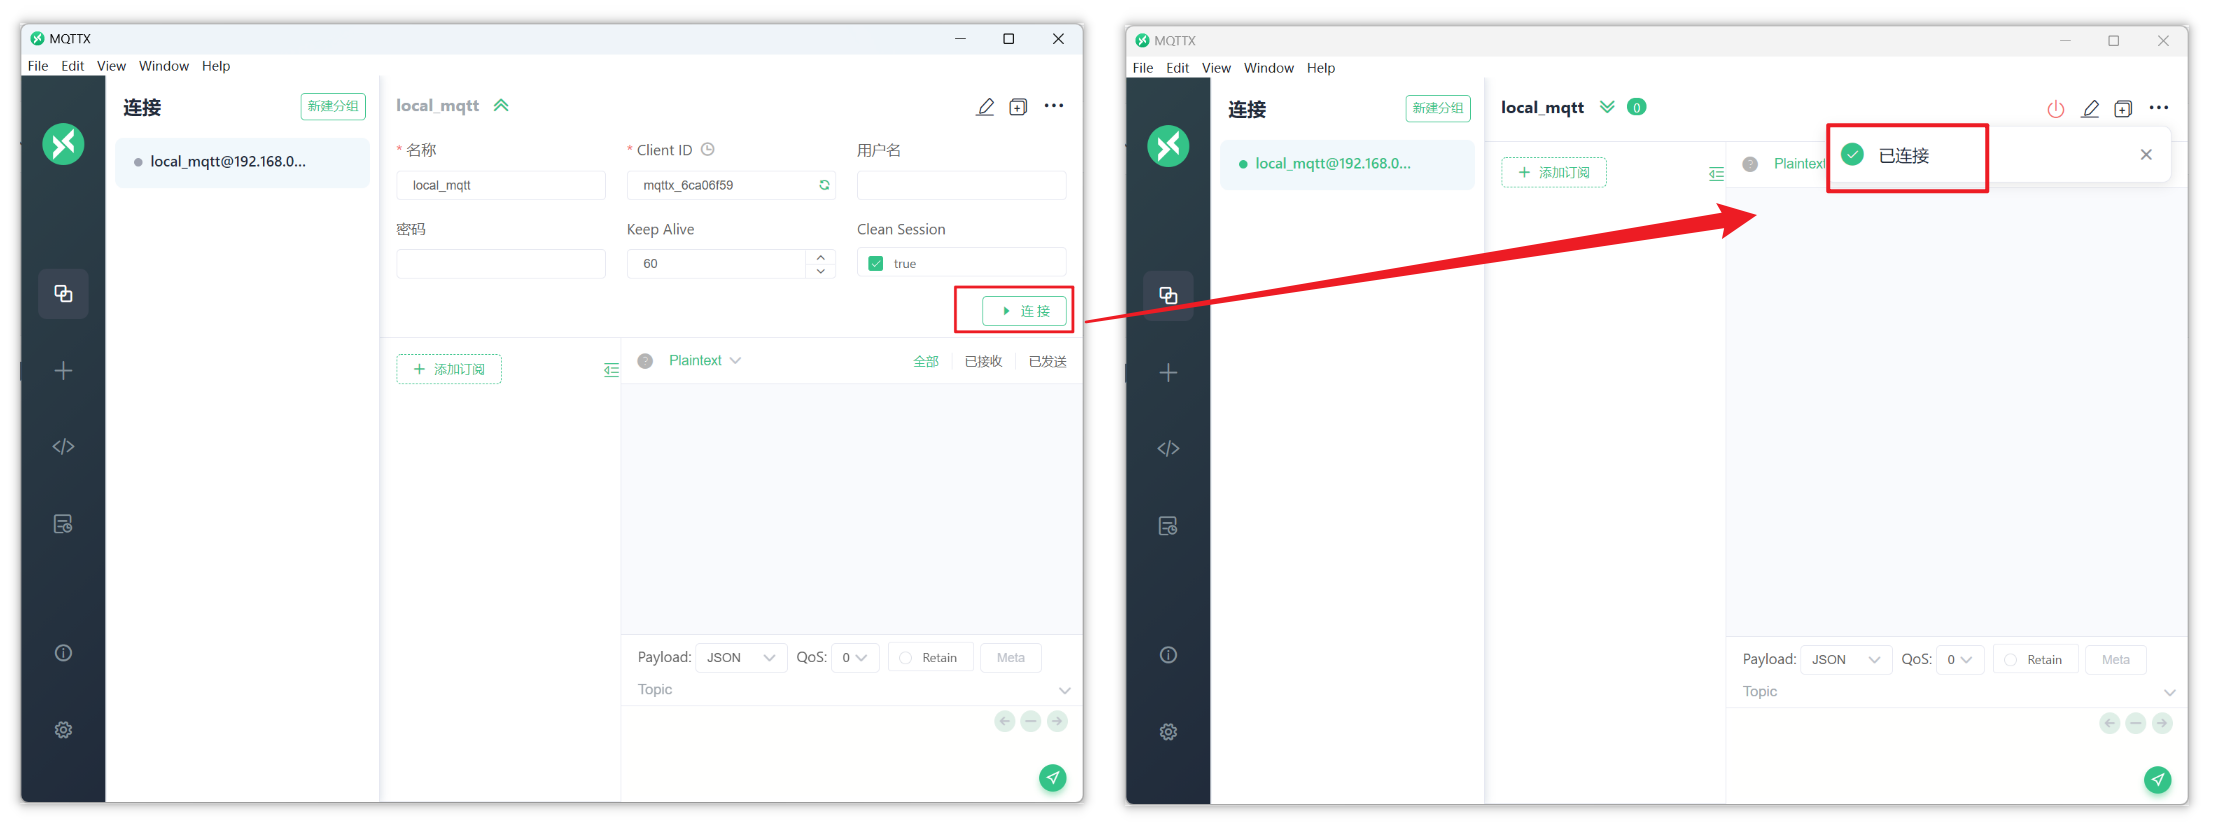 MQTTX
File Edit View Window Help
连接
新建分组
local_mqtt@192.168.0...
local_mqtt
* 名称
* Client ID
用户名
local_mqtt
mqttx_6ca06f59
密码
Keep Alive
Clean Session
60
true
连接
+ 添加订阅
Plaintext
全部
已接收
已发送
Payload: JSON QoS: 0 Retain Meta
Topic
MQTTX
File Edit View Window Help
连接
新建分组
local_mqtt@192.168.0...
local_mqtt 0
+ 添加订阅
Plaintext
已连接
Payload: JSON QoS: 0 Retain Meta
Topic